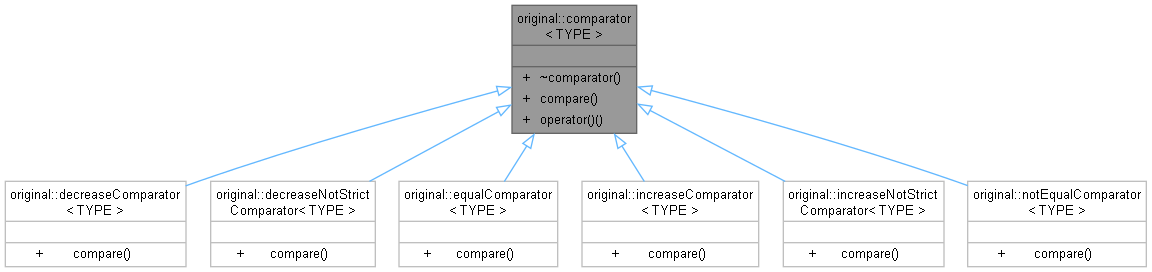 original::comparator
< TYPE >
+ ~comparator()
+ compare()
+ operator()()
original::decreaseComparator
< TYPE >
+ compare()
original::decreaseNotStrict
Comparator< TYPE >
+ compare()
original::equalComparator
< TYPE >
+ compare()
original::increaseComparator
< TYPE >
+ compare()
original::increaseNotStrict
Comparator< TYPE >
+ compare()
original::notEqualComparator
< TYPE >
+ compare()